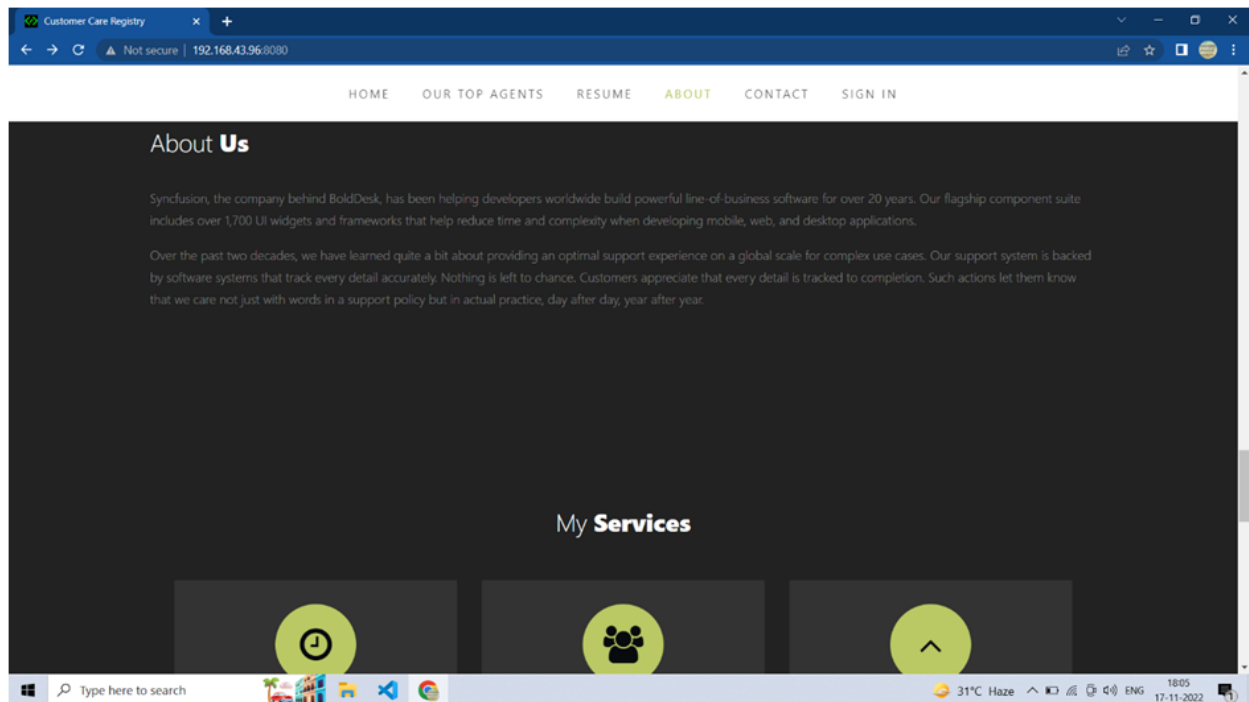 Customer Care Registry
Not secure | 192.168.43.96:8080
HOME OUR TOP AGENTS RESUME ABOUT CONTACT SIGN IN
About Us
Syncfusion, the company behind BoldDesk, has been helping developers worldwide build powerful line-of-business software for over 20 years. Our flagship component suite
includes over 1,700 UI widgets and frameworks that help reduce time and complexity when developing mobile, web, and desktop applications.
Over the past two decades, we have learned quite a bit about providing an optimal support experience on a global scale for complex use cases. Our support system is backed
by software systems that track every detail accurately. Nothing is left to chance. Customers appreciate that every detail is tracked to completion. Such actions let them know
that we care not just with words in a support policy but in actual practice, day after day, year after year.
My Services
Type here to search
31°C Haze
ENG
18:05
17-11-2022
1